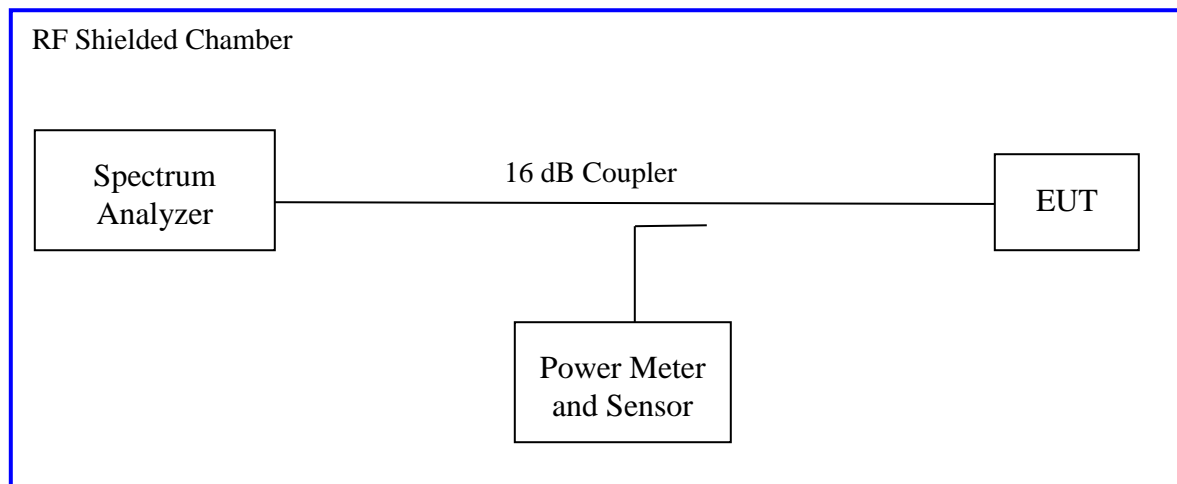 RF Shielded Chamber
16 dB Coupler
Spectrum
Analyzer
EUT
Power Meter
and Sensor